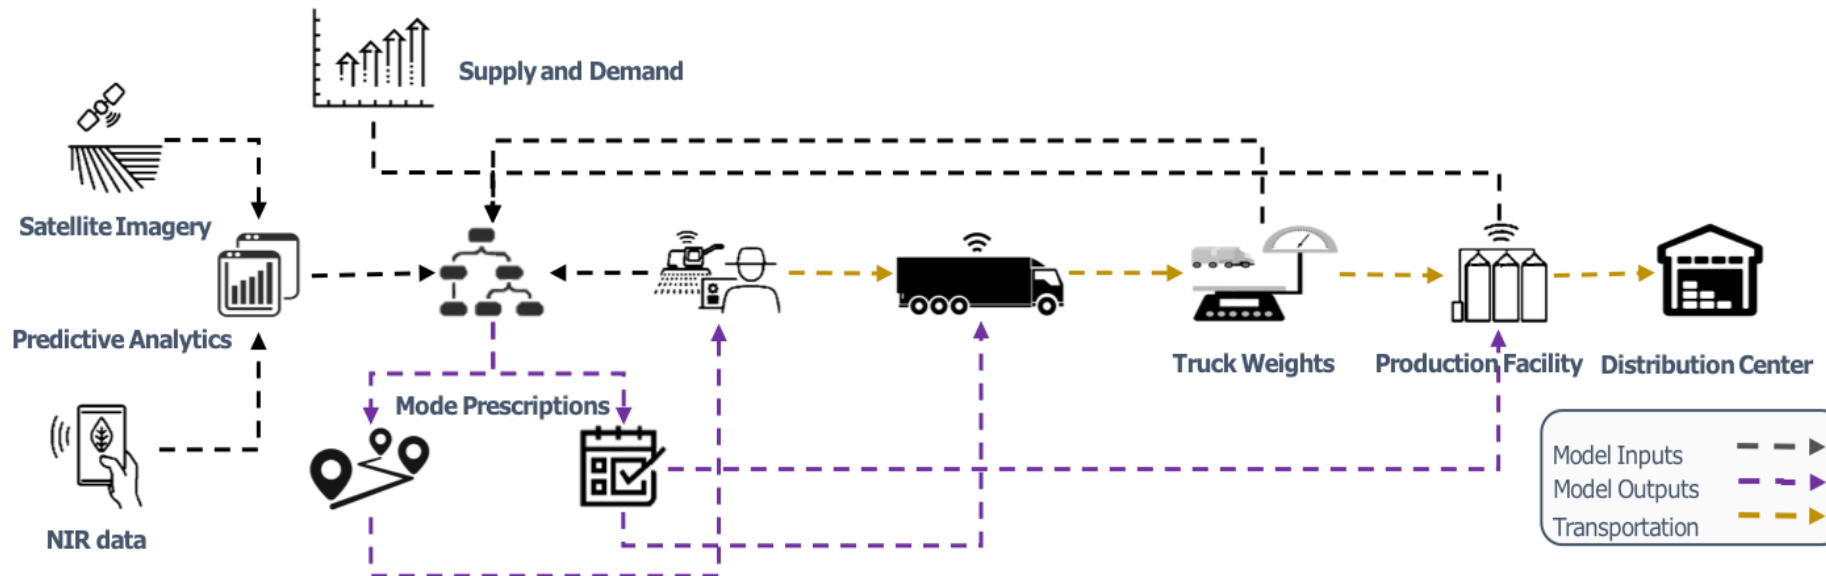 Supply and Demand
Satellite Imagery
Predictive Analytics
Truck Weights
Production Facility
Distribution Center
Mode Prescriptions
NIR data
Model Inputs
Model Outputs
Transportation